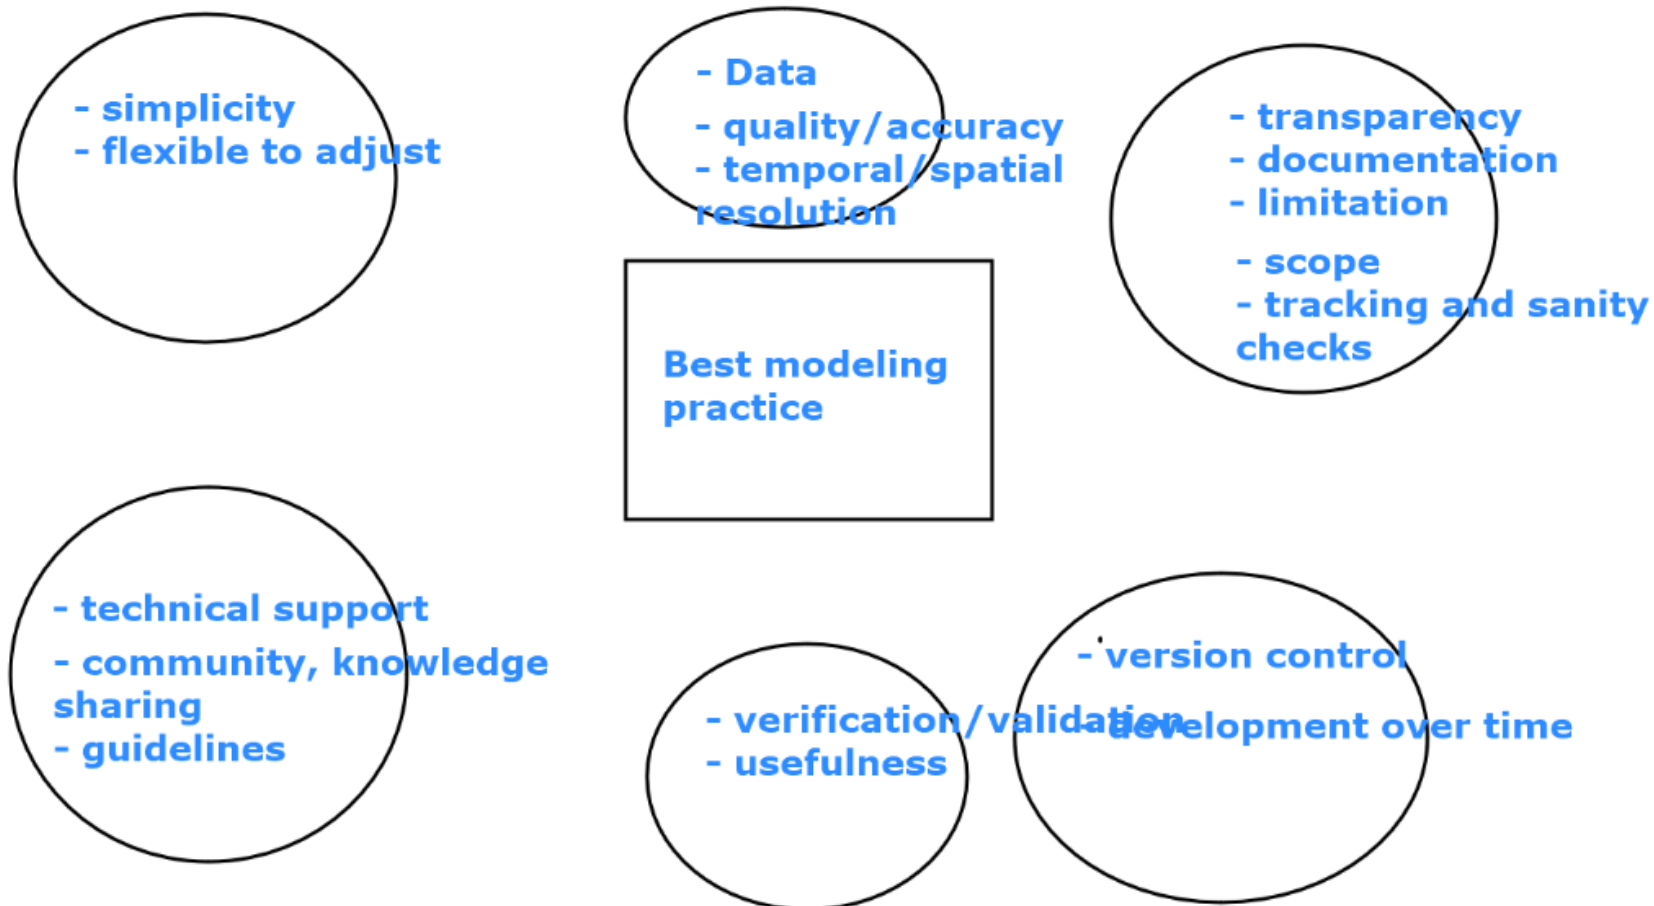 - simplicity
- flexible to adjust
- Data
- quality/accuracy
- temporal/spatial
resolution
- transparency
- documentation
- limitation
- scope
- tracking and sanity
checks
Best modeling
practice
- technical support
- community, knowledge
sharing
- guidelines
- verification/validation
- usefulness
- version control
- development over time